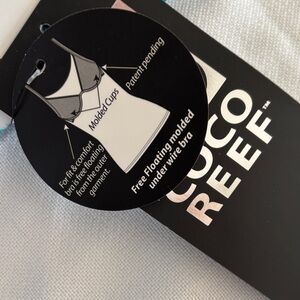 Patent pending
Molded Cups
For fit & comfort
bra is free floating
from the outer
garment.
Free Floating molded
under wire bra
COCO
REEF™